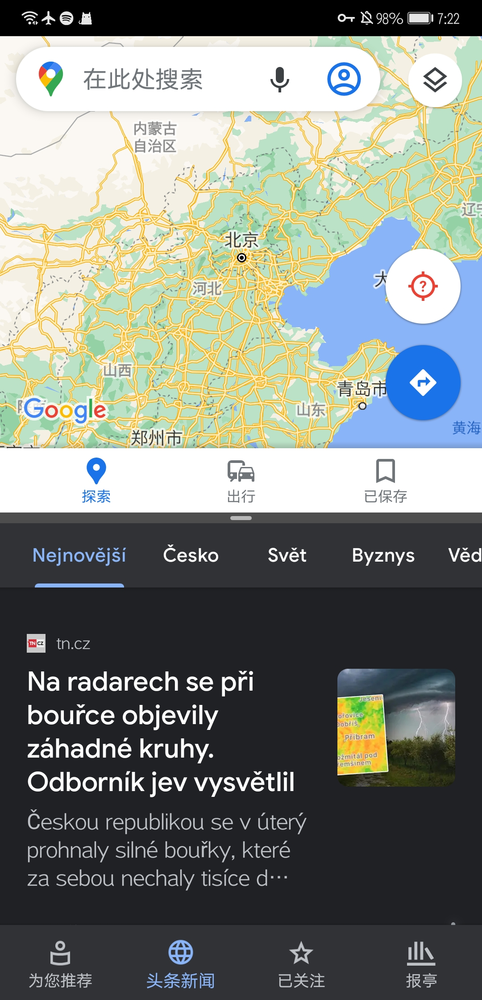 98% 7:22
在此处搜索
内蒙古
自治区
北京
河北
大
山西
青岛市
山东
Google
黄海
郑州市
探索
出行
已保存
Nejnovější
Česko
Svět
Byznys
Věd
TN CZ
tn.cz
Na radarech se při
bouřce objevily
záhadné kruhy.
Odborník jev vysvětlil
Českou republikou se v úterý
prohnaly silné bouřky, které
za sebou nechaly tisíce d…
Jeseni
ořovice
Dobříš
Příbram
ožmitál pod
řemšínem
为您推荐
头条新闻
已关注
报亭